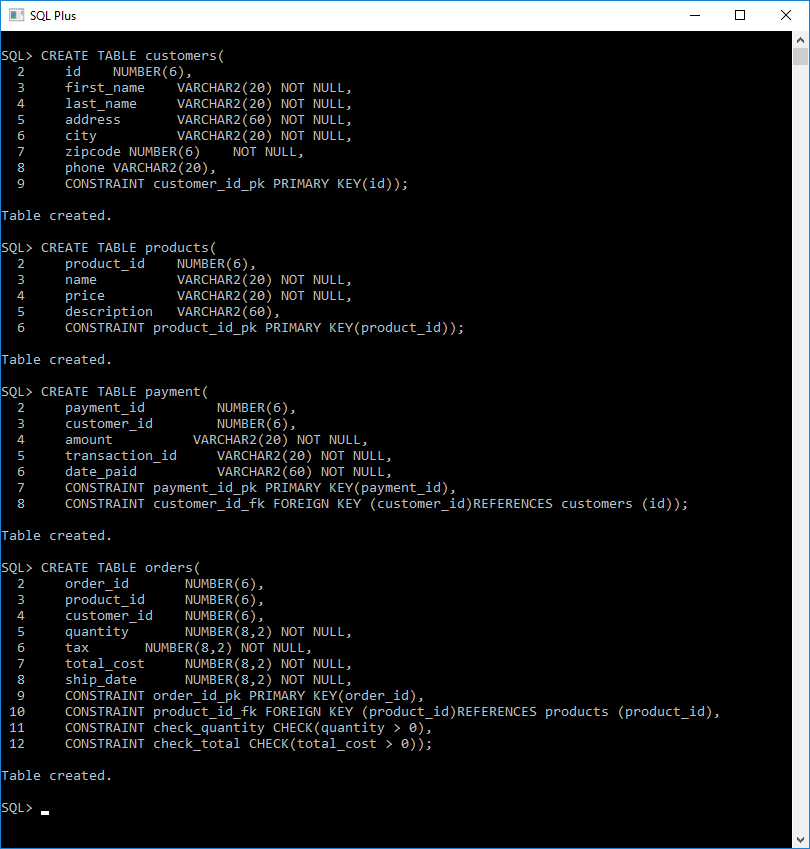 SQL Plus
SQL> CREATE TABLE customers(
  2     id    NUMBER(6),
  3     first_name    VARCHAR2(20) NOT NULL,
  4     last_name     VARCHAR2(20) NOT NULL,
  5     address       VARCHAR2(60) NOT NULL,
  6     city          VARCHAR2(20) NOT NULL,
  7     zipcode NUMBER(6)    NOT NULL,
  8     phone VARCHAR2(20),
  9     CONSTRAINT customer_id_pk PRIMARY KEY(id));
Table created.
SQL> CREATE TABLE products(
  2     product_id    NUMBER(6),
  3     name          VARCHAR2(20) NOT NULL,
  4     price         VARCHAR2(20) NOT NULL,
  5     description   VARCHAR2(60),
  6     CONSTRAINT product_id_pk PRIMARY KEY(product_id));
Table created.
SQL> CREATE TABLE payment(
  2     payment_id         NUMBER(6),
  3     customer_id        NUMBER(6),
  4     amount          VARCHAR2(20) NOT NULL,
  5     transaction_id     VARCHAR2(20) NOT NULL,
  6     date_paid          VARCHAR2(60) NOT NULL,
  7     CONSTRAINT payment_id_pk PRIMARY KEY(payment_id),
  8     CONSTRAINT customer_id_fk FOREIGN KEY (customer_id)REFERENCES customers (id));
Table created.
SQL> CREATE TABLE orders(
  2     order_id       NUMBER(6),
  3     product_id     NUMBER(6),
  4     customer_id    NUMBER(6),
  5     quantity       NUMBER(8,2) NOT NULL,
  6     tax       NUMBER(8,2) NOT NULL,
  7     total_cost     NUMBER(8,2) NOT NULL,
  8     ship_date      NUMBER(8,2) NOT NULL,
  9     CONSTRAINT order_id_pk PRIMARY KEY(order_id),
 10     CONSTRAINT product_id_fk FOREIGN KEY (product_id)REFERENCES products (product_id),
 11     CONSTRAINT check_quantity CHECK(quantity > 0),
 12     CONSTRAINT check_total CHECK(total_cost > 0));
Table created.
SQL>